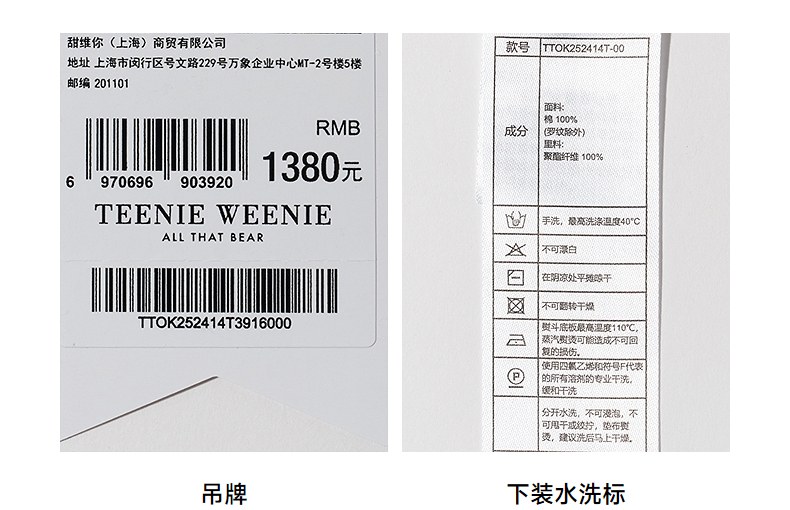 甜维你（上海）商贸有限公司
地址 上海市闵行区号文路229号万象企业中心MT-2号楼5楼
邮编 201101
RMB
1380元
6 970696 903920
TEENIE WEENIE
ALL THAT BEAR
TTOK252414T3916000
吊牌
款号 TTOK252414T-00
成分
面料:
棉 100%
(罗纹除外)
里料:
聚酯纤维 100%
手洗，最高洗涤温度40℃
不可漂白
在阴凉处平摊晾干
不可翻转干燥
熨斗底板最高温度110℃，
蒸汽熨烫可能造成不可回
复的损伤。
使用四氯乙烯和符号F代表
的所有溶剂的专业干洗，
缓和干洗
P
分开水洗，不可浸泡，不
可甩干或绞拧，垫布熨
烫，建议洗后马上干燥。
下装水洗标